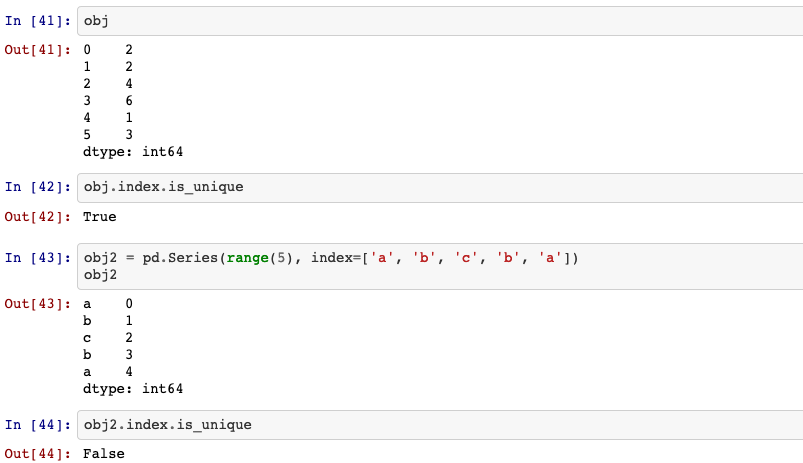 In [41]: obj
Out[41]: 0 2
1 2
2 4
3 6
4 1
5 3
dtype: int64
In [42]: obj.index.is_unique
Out[42]: True
In [43]: obj2 = pd.Series(range(5), index=['a', 'b', 'c', 'b', 'a'])
obj2
Out[43]: a 0
b 1
c 2
b 3
a 4
dtype: int64
In [44]: obj2.index.is_unique
Out[44]: False